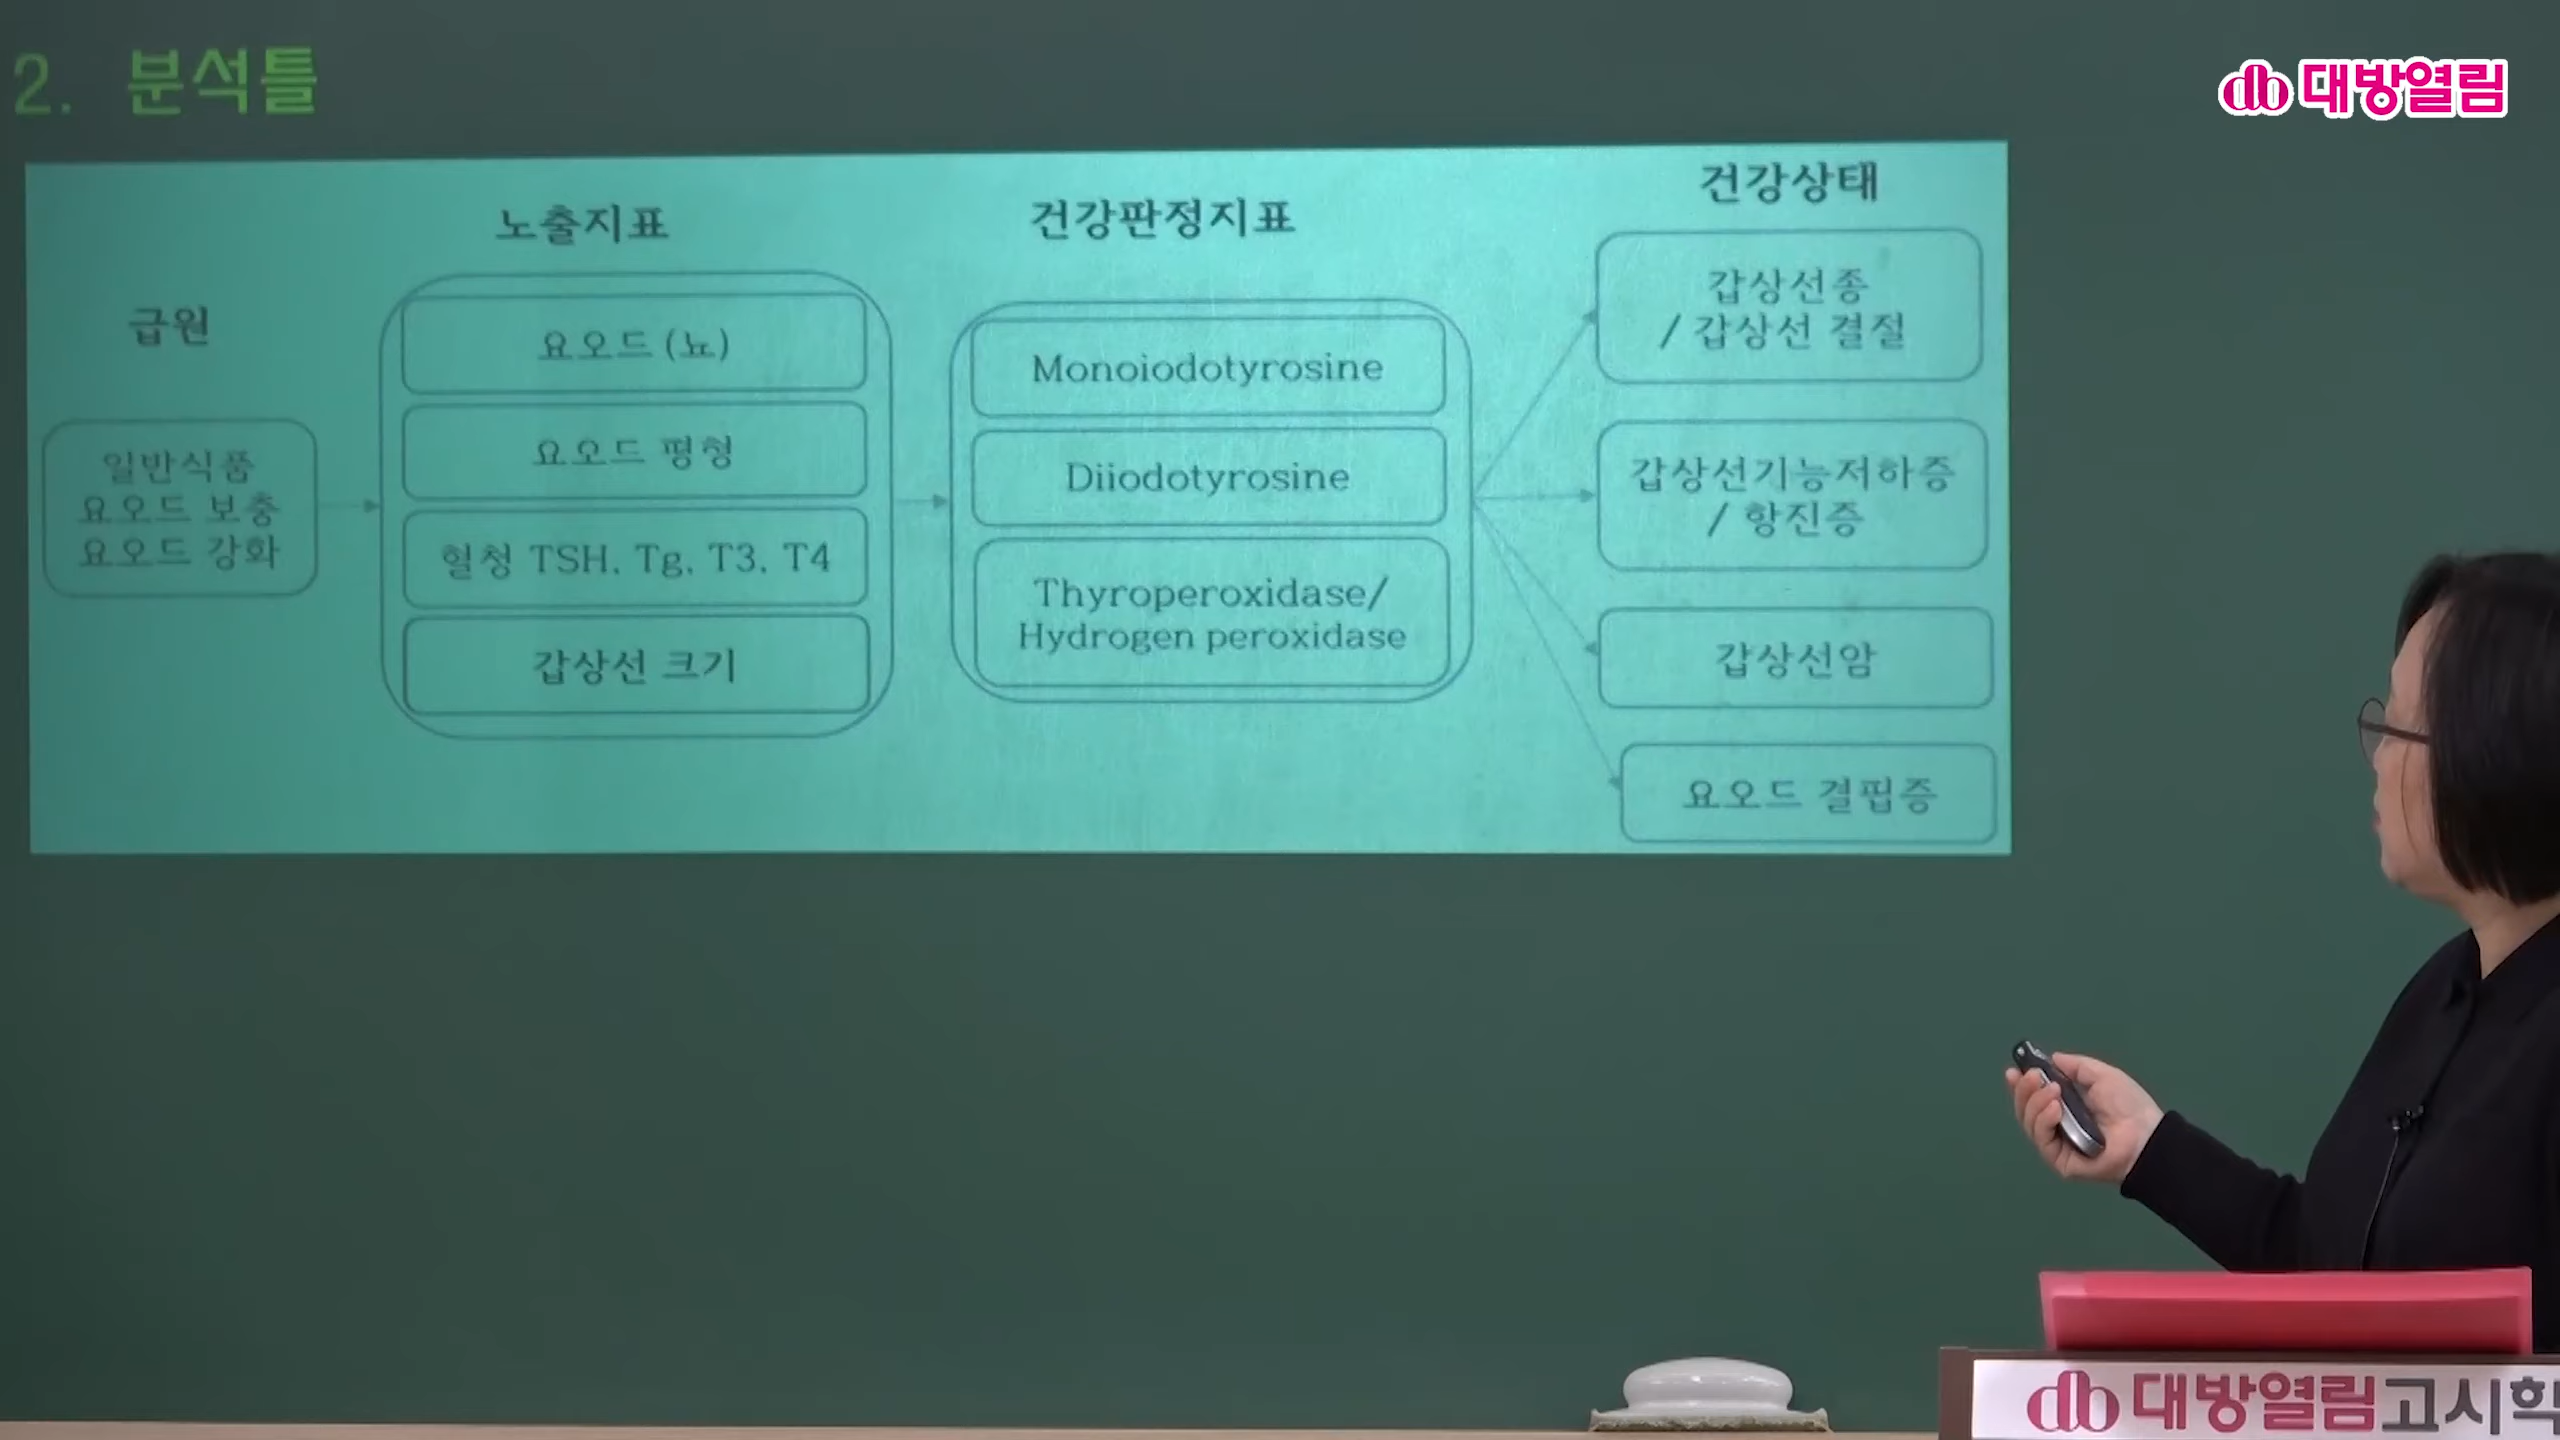 2. 분석틀
대방열림
급원
일반식품
요오드 보충
요오드 강화
노출지표
요오드 (뇨)
요오드 평형
혈청 TSH, Tg, T3, T4
갑상선 크기
건강판정지표
Monoiodotyrosine
Diiodotyrosine
Thyroperoxidase/
Hydrogen peroxidase
건강상태
갑상선종
/ 갑상선 결절
갑상선기능저하증
/ 항진증
갑상선암
요오드 결핍증
대방열림고시학